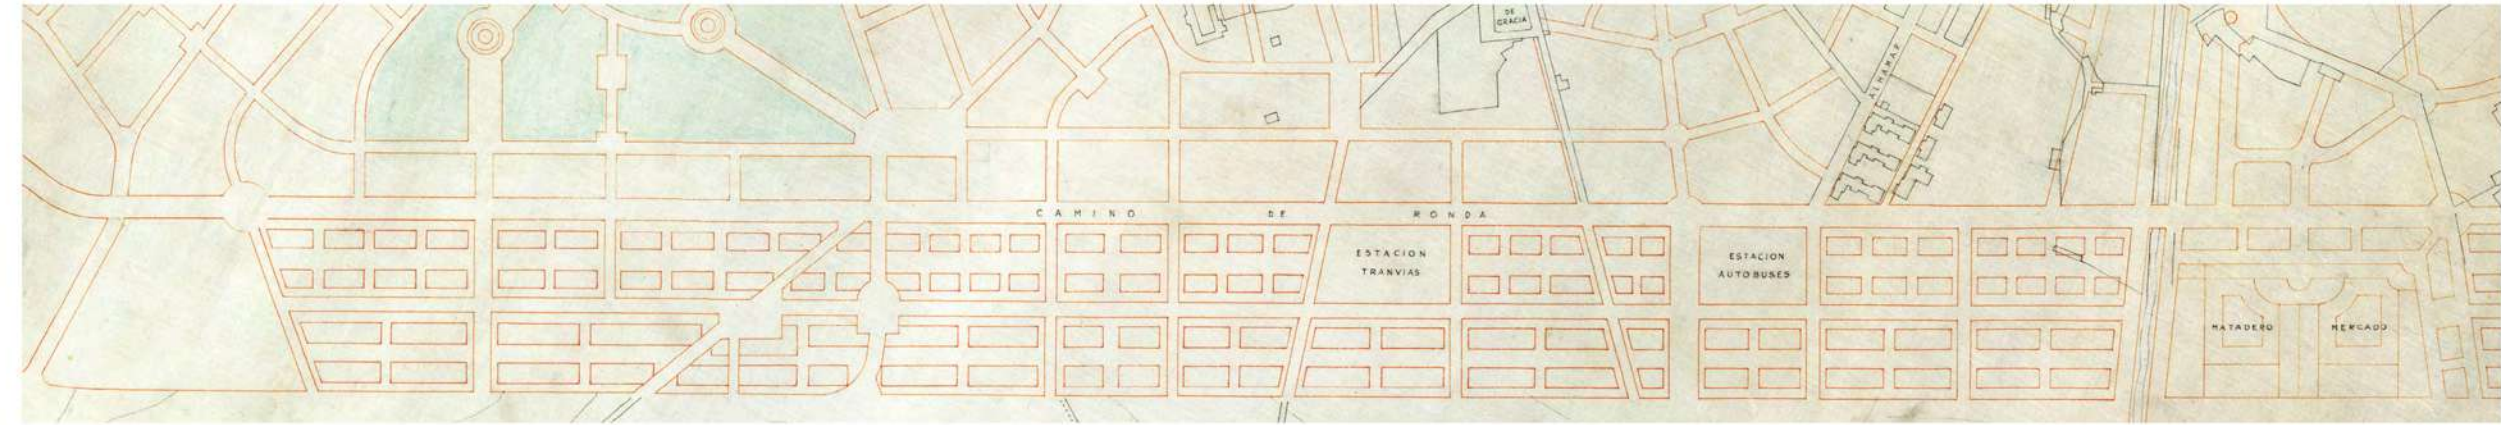 DE
GRACIA
ALHAMAR
CAMINO DE RONDA
ESTACION
TRANVIAS
ESTACION
AUTOBUSES
MATADERO
MERCADO